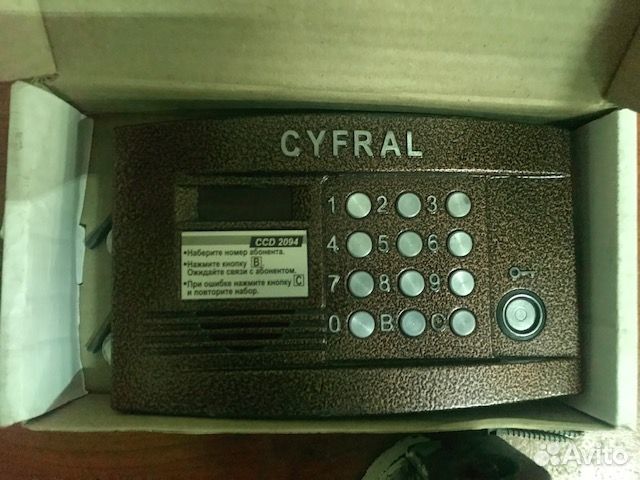 CYFRAL
CCD 2094
•Наберите номер абонента.
•Нажмите кнопку B.
Ожидайте связи с абонентом.
•При ошибке нажмите кнопку C
и повторите набор.
1 2 3
4 5 6
7 8 9
0 B C
Avito